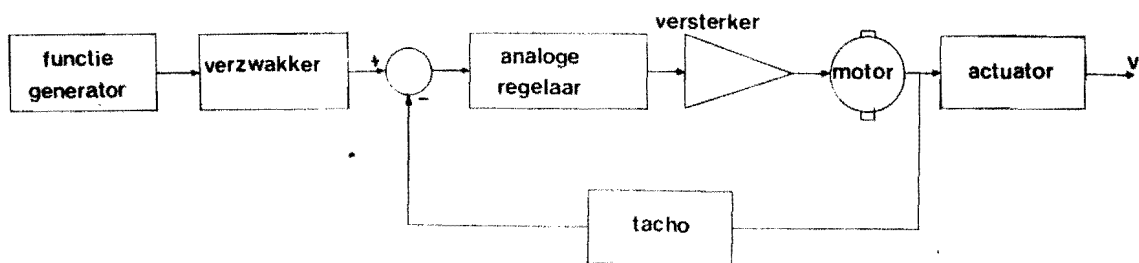 versterker
functie
generator
verzwakker
+
-
analoge
regelaar
motor
actuator
v
tacho